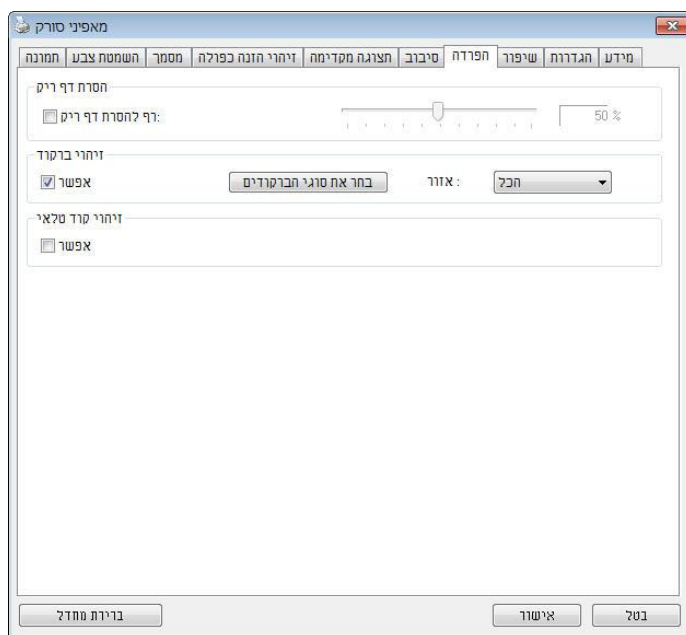 מאפיני סורק
תמונה השמטת צבע מסמך זיהוי הזנה כפולה תצוגה מקדימה סיבוב הפרדה שיפור הגדרות מידע
הסרת דף ריק
רף להסרת דף ריק:
50 %
זיהוי ברקוד
אפשר
בחר את סוגי הברקודים
אזור :
הכל
זיהוי קוד טלאי
אפשר
ברירת מחדל
אישור
בטל